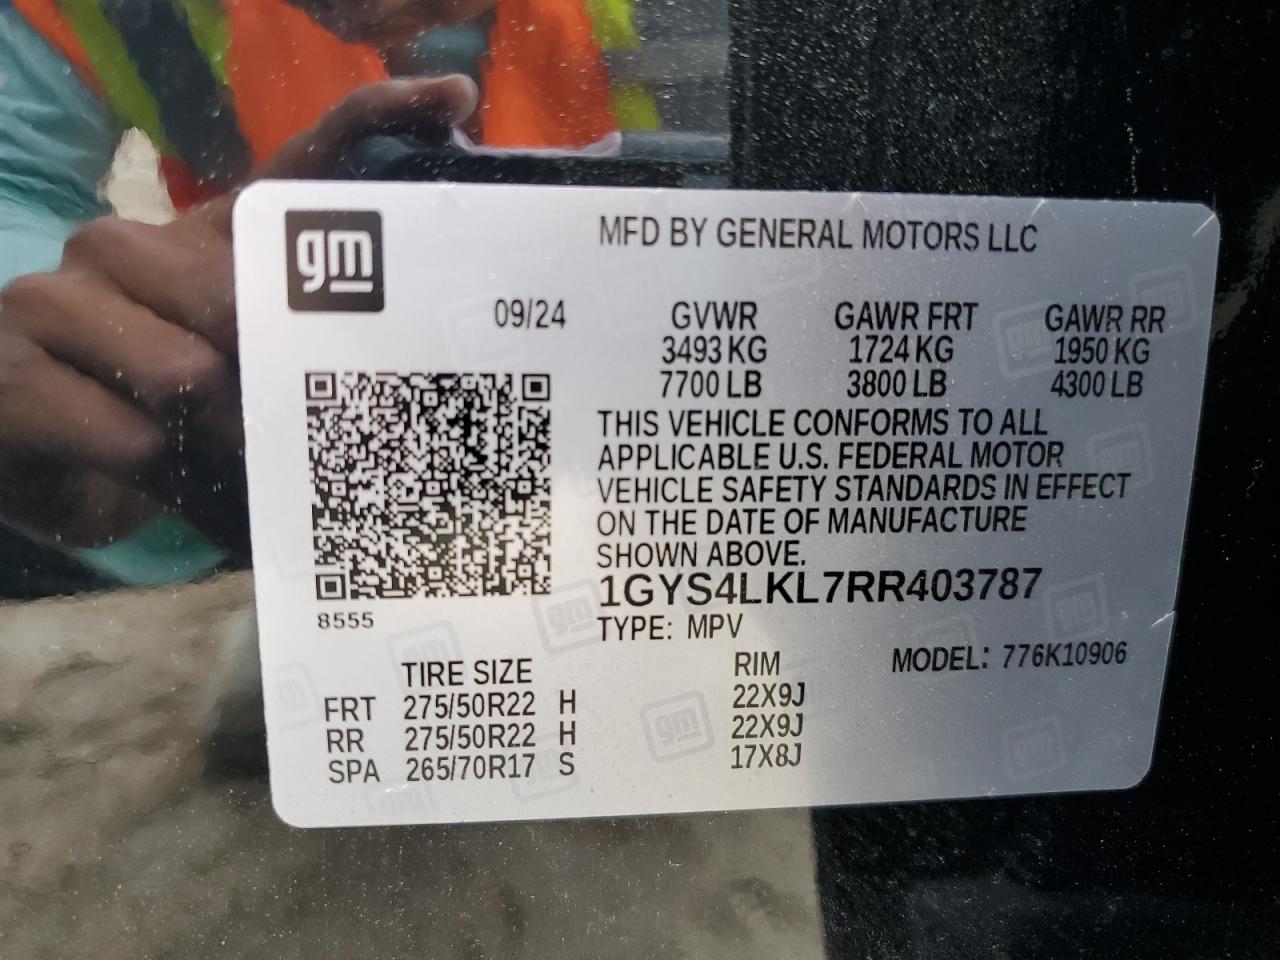 gm
MFD BY GENERAL MOTORS LLC
09/24 GVWR GAWR FRT GAWR RR
3493 KG 1724 KG 1950 KG
7700 LB 3800 LB 4300 LB
THIS VEHICLE CONFORMS TO ALL
APPLICABLE U.S. FEDERAL MOTOR
VEHICLE SAFETY STANDARDS IN EFFECT
ON THE DATE OF MANUFACTURE
SHOWN ABOVE.
1GYS4LKL7RR403787
8555
TYPE: MPV
MODEL: 776K10906
TIRE SIZE RIM
FRT 275/50R22 H 22X9J
RR 275/50R22 H 22X9J
SPA 265/70R17 S 17X8J